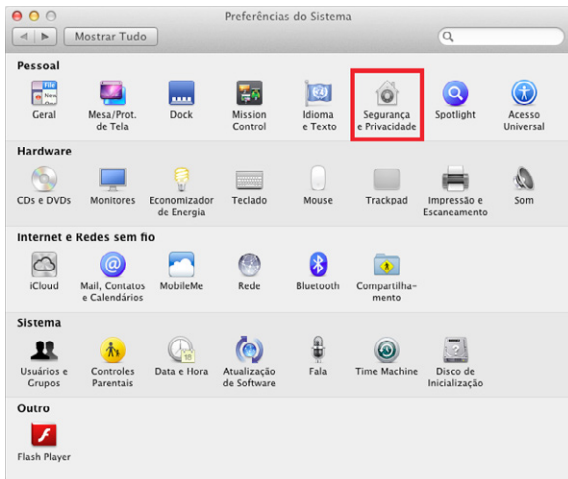 Preferências do Sistema
Mostrar Tudo
Pessoal
Geral
Mesa/Prot.
de Tela
Dock
Mission
Control
Idioma
e Texto
Segurança
e Privacidade
Spotlight
Acesso
Universal
Hardware
CDs e DVDs
Monitores
Economizador
de Energia
Teclado
Mouse
Trackpad
Impressão e
Escaneamento
Som
Internet e Redes sem fio
iCloud
Mail, Contatos
e Calendários
MobileMe
Rede
Bluetooth
Compartilha-
mento
Sistema
Usuários e
Grupos
Controles
Parentais
Data e Hora
Atualização
de Software
Fala
Time Machine
Disco de
Inicialização
Outro
Flash Player